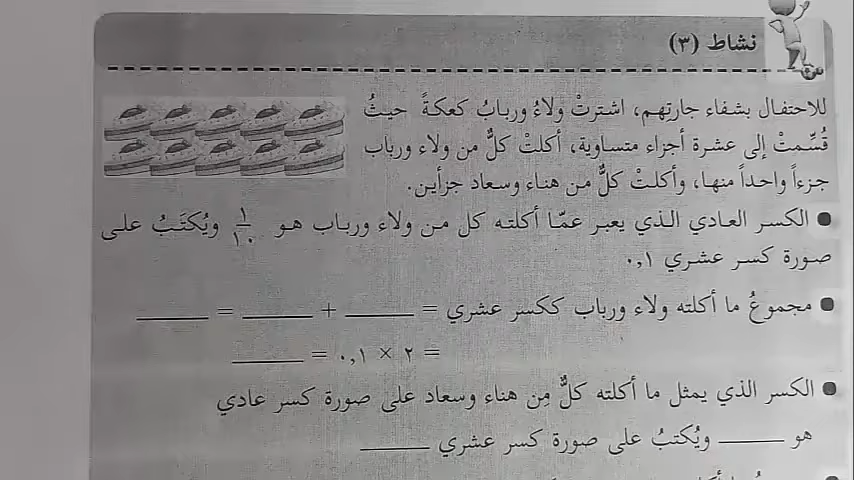 نشاط (٣)
للاحتفال بشفاء جارتِهم، اشترتْ ولاءُ وربابُ كعكةً حيثُ
قُسِّمتْ إلى عشرة أجزاء متساوية، أكلتْ كلٌّ من ولاء ورباب
جزءاً واحداً منها، وأكلتْ كلٌّ من هناء وسعاد جزأين.
● الكسر العادي الذي يعبر عمّا أكلته كل من ولاء ورباب هو ١/١٠ ويُكتَبُ على
صورة كسر عشري ٠,١
● مجموعُ ما أكلته ولاء ورباب ككسر عشري = ______ + ______ = ______
= ٢ × ٠,١ = ______
● الكسر الذي يمثل ما أكلته كلٌّ مِن هناء وسعاد على صورة كسر عادي
هو ______ ويُكتبُ على صورة كسر عشري ______